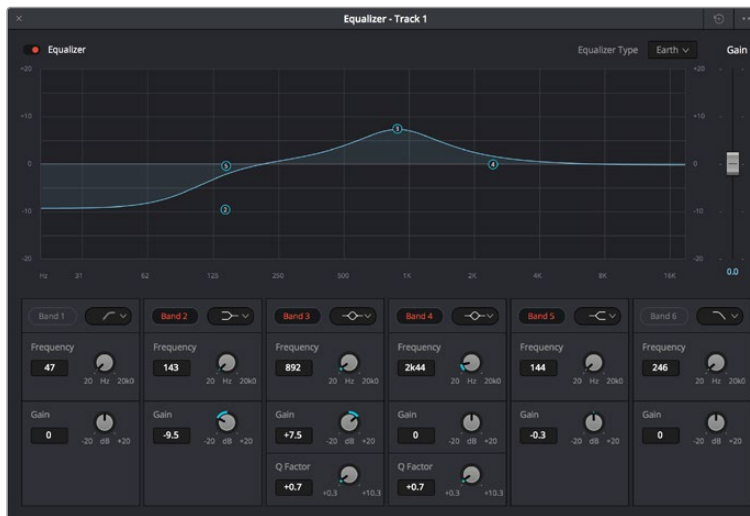 Equalizer - Track 1
Equalizer
Equalizer Type
Earth
Gain
+20 +20
+10 +10
0 0
-10 -10
-20 -20
5
3
4
2
0.0
Hz 31 62 125 250 500 1K 2K 4K 8K 16K
Band 1 Band 2 Band 3 Band 4 Band 5 Band 6
Frequency Frequency Frequency Frequency Frequency Frequency
47 143 892 2k44 144 246
20 Hz 20k0 20 Hz 20k0 20 Hz 20k0 20 Hz 20k0 20 Hz 20k0 20 Hz 20k0
Gain Gain Gain Gain Gain Gain
0 -9.5 +7.5 0 -0.3 0
-20 dB +20 -20 dB +20 -20 dB +20 -20 dB +20 -20 dB +20 -20 dB +20
Q Factor Q Factor
+0.7 +0.7
+0.3 +10.3 +0.3 +10.3